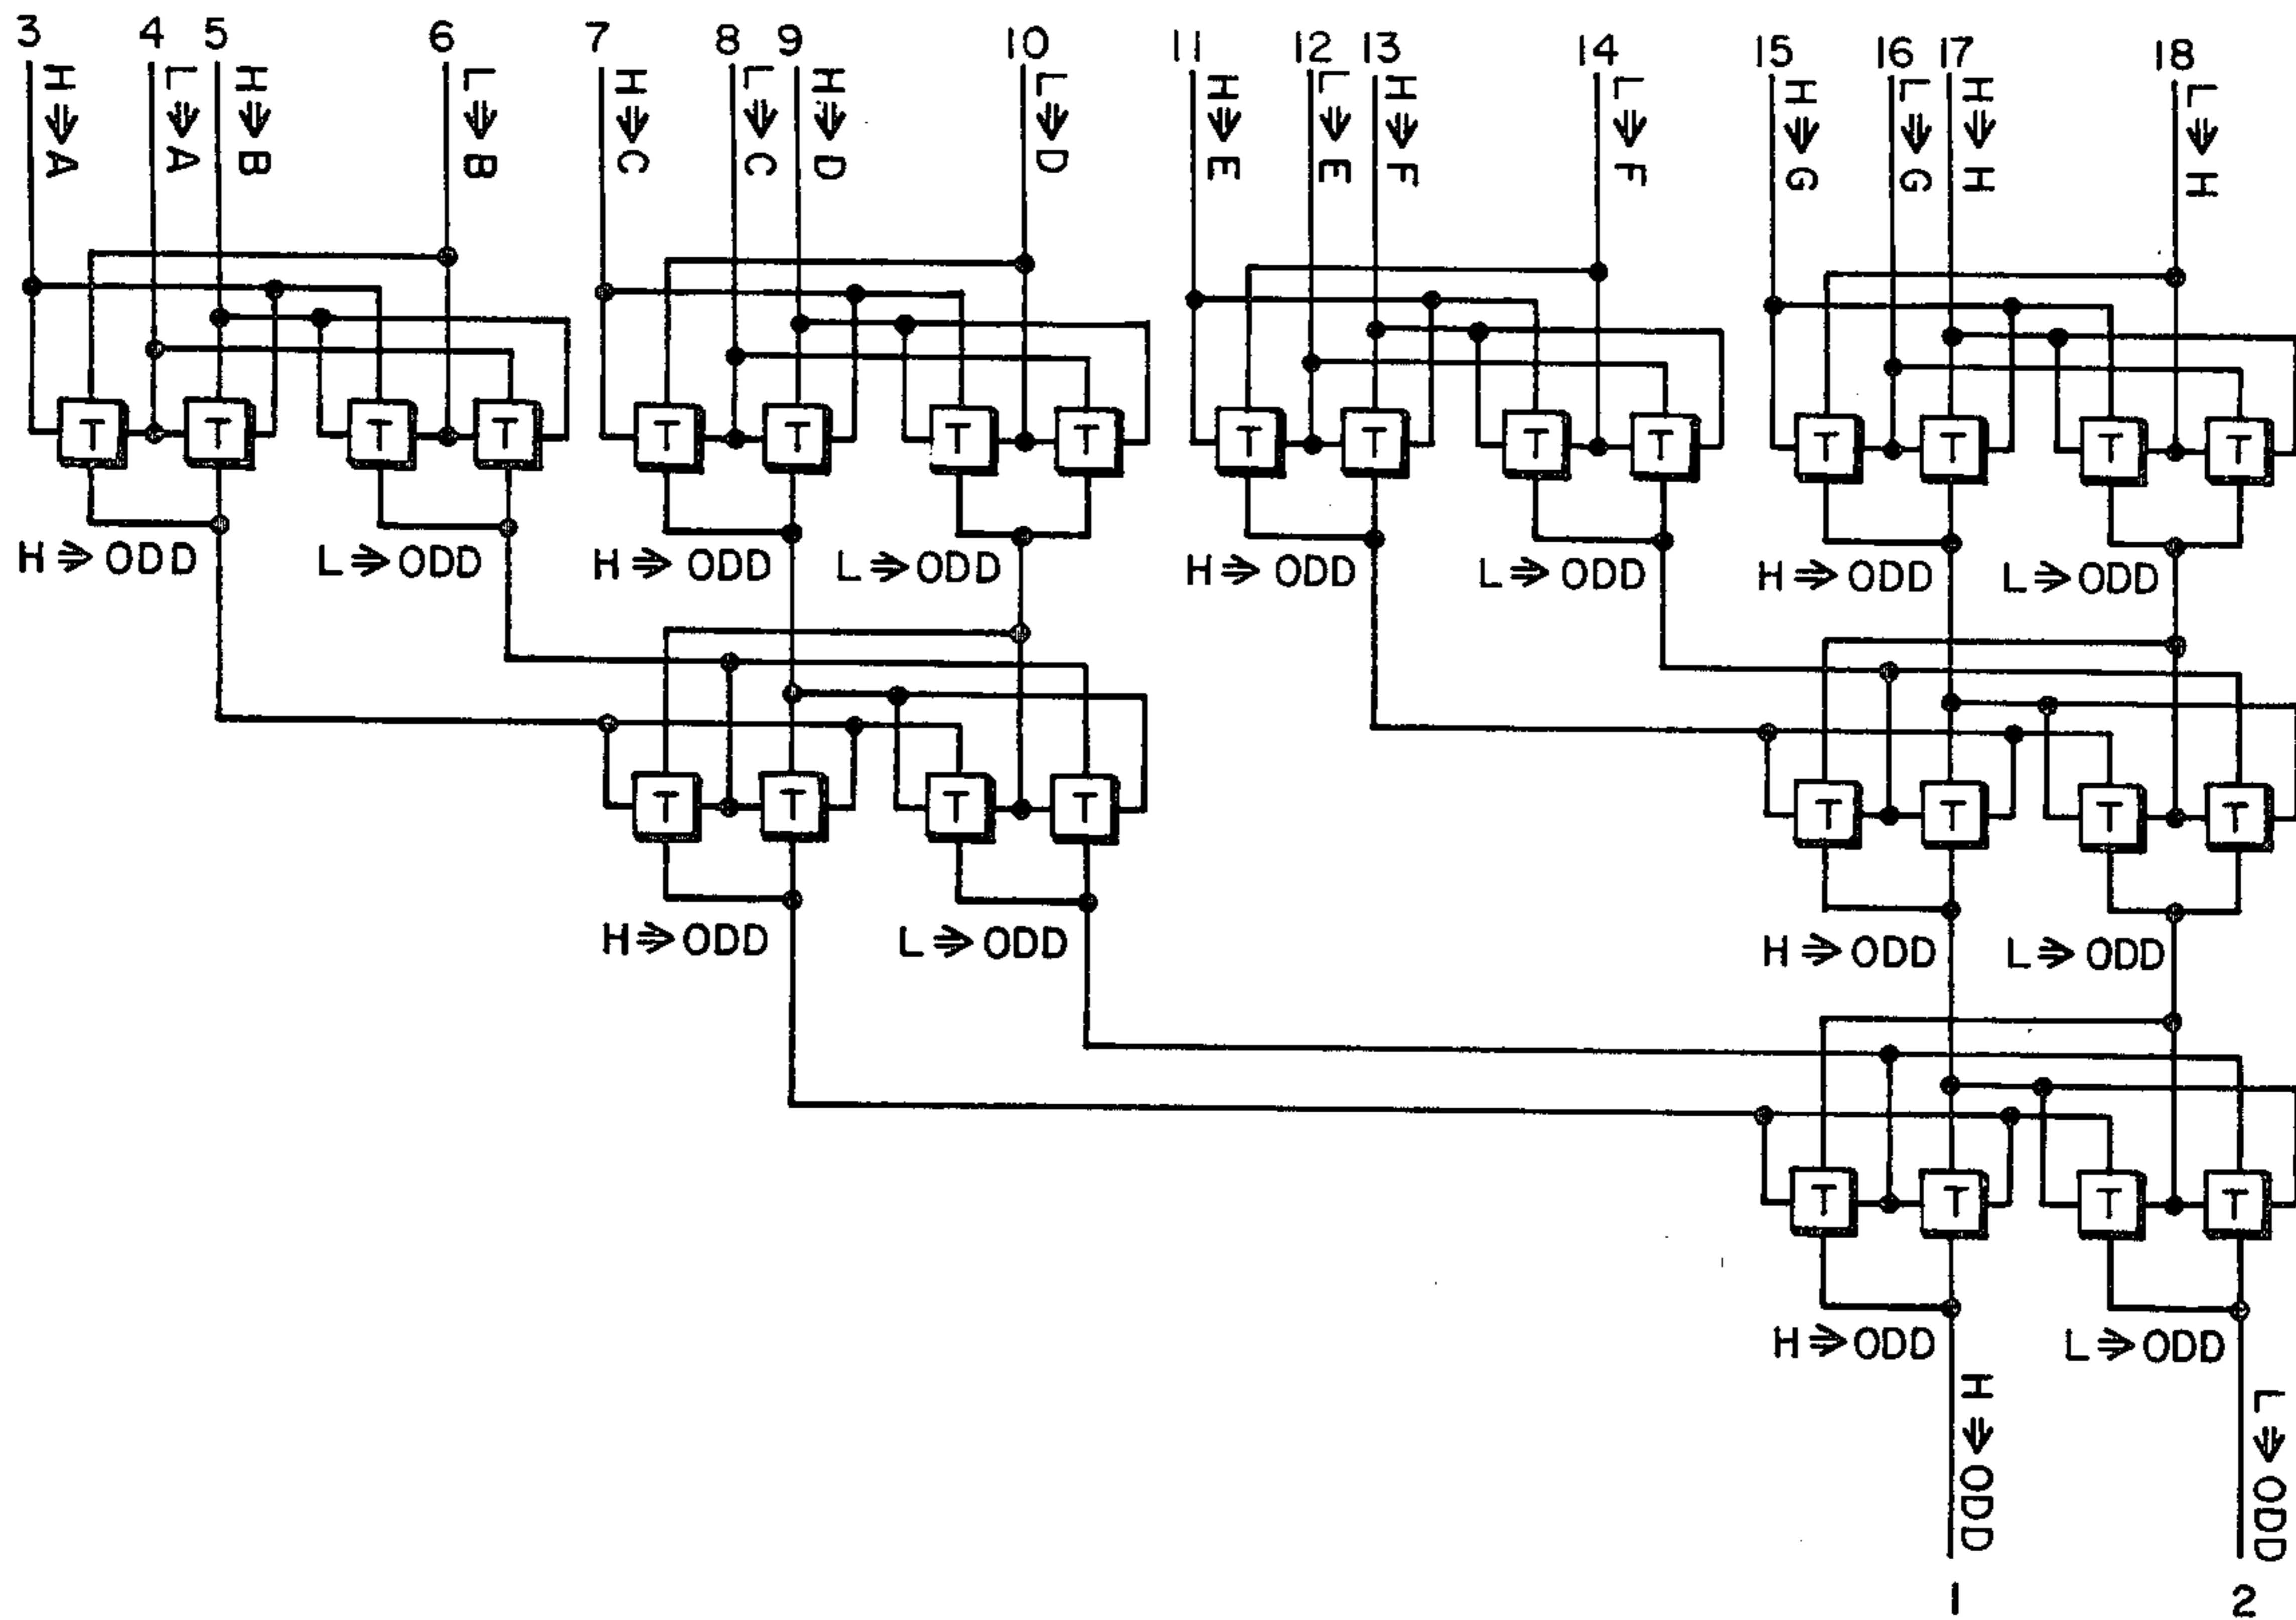 3 4 5 6 7 8 9 10 11 12 13 14 15 16 17 18
H⇒A L⇒A H⇒B L⇒B H⇒C L⇒C H⇒D L⇒D H⇒E L⇒E H⇒F L⇒F H⇒G L⇒G H⇒H L⇒H
T T T T T T T T T T T T T T T T
H⇒ODD L⇒ODD H⇒ODD L⇒ODD H⇒ODD L⇒ODD H⇒ODD L⇒ODD
T T T T T T T T
H⇒ODD L⇒ODD H⇒ODD L⇒ODD
T T T T
H⇒ODD L⇒ODD
H⇒ODD L⇒ODD
1 2